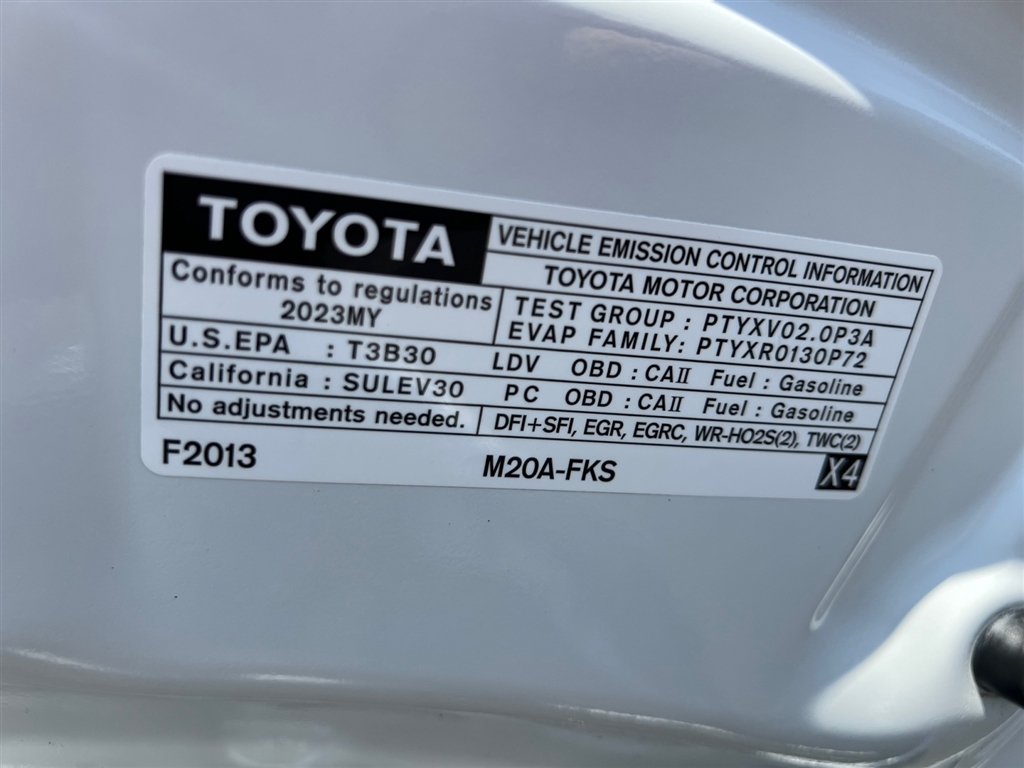 TOYOTA
VEHICLE EMISSION CONTROL INFORMATION
TOYOTA MOTOR CORPORATION
Conforms to regulations
2023MY
TEST GROUP : PTYXV02.0P3A
EVAP FAMILY: PTYXR0130P72
U.S.EPA : T3B30 LDV OBD : CAII Fuel : Gasoline
California : SULEV30 PC OBD : CAII Fuel : Gasoline
No adjustments needed. DFI+SFI, EGR, EGRC, WR-HO2S(2), TWC(2)
F2013 M20A-FKS X4